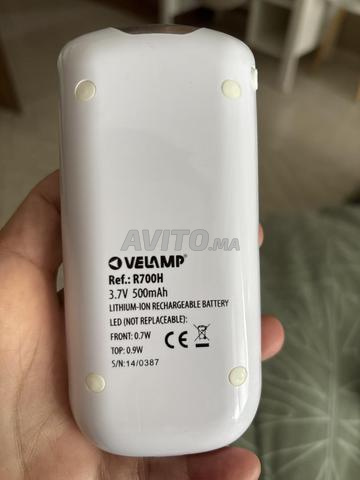 AVITO.ma
VELAMP®
Ref.: R700H
3.7V 500mAh
LITHIUM-ION RECHARGEABLE BATTERY
LED (NOT REPLACEABLE):
FRONT: 0.7W
TOP: 0.9W
CE
S/N: 14/0387